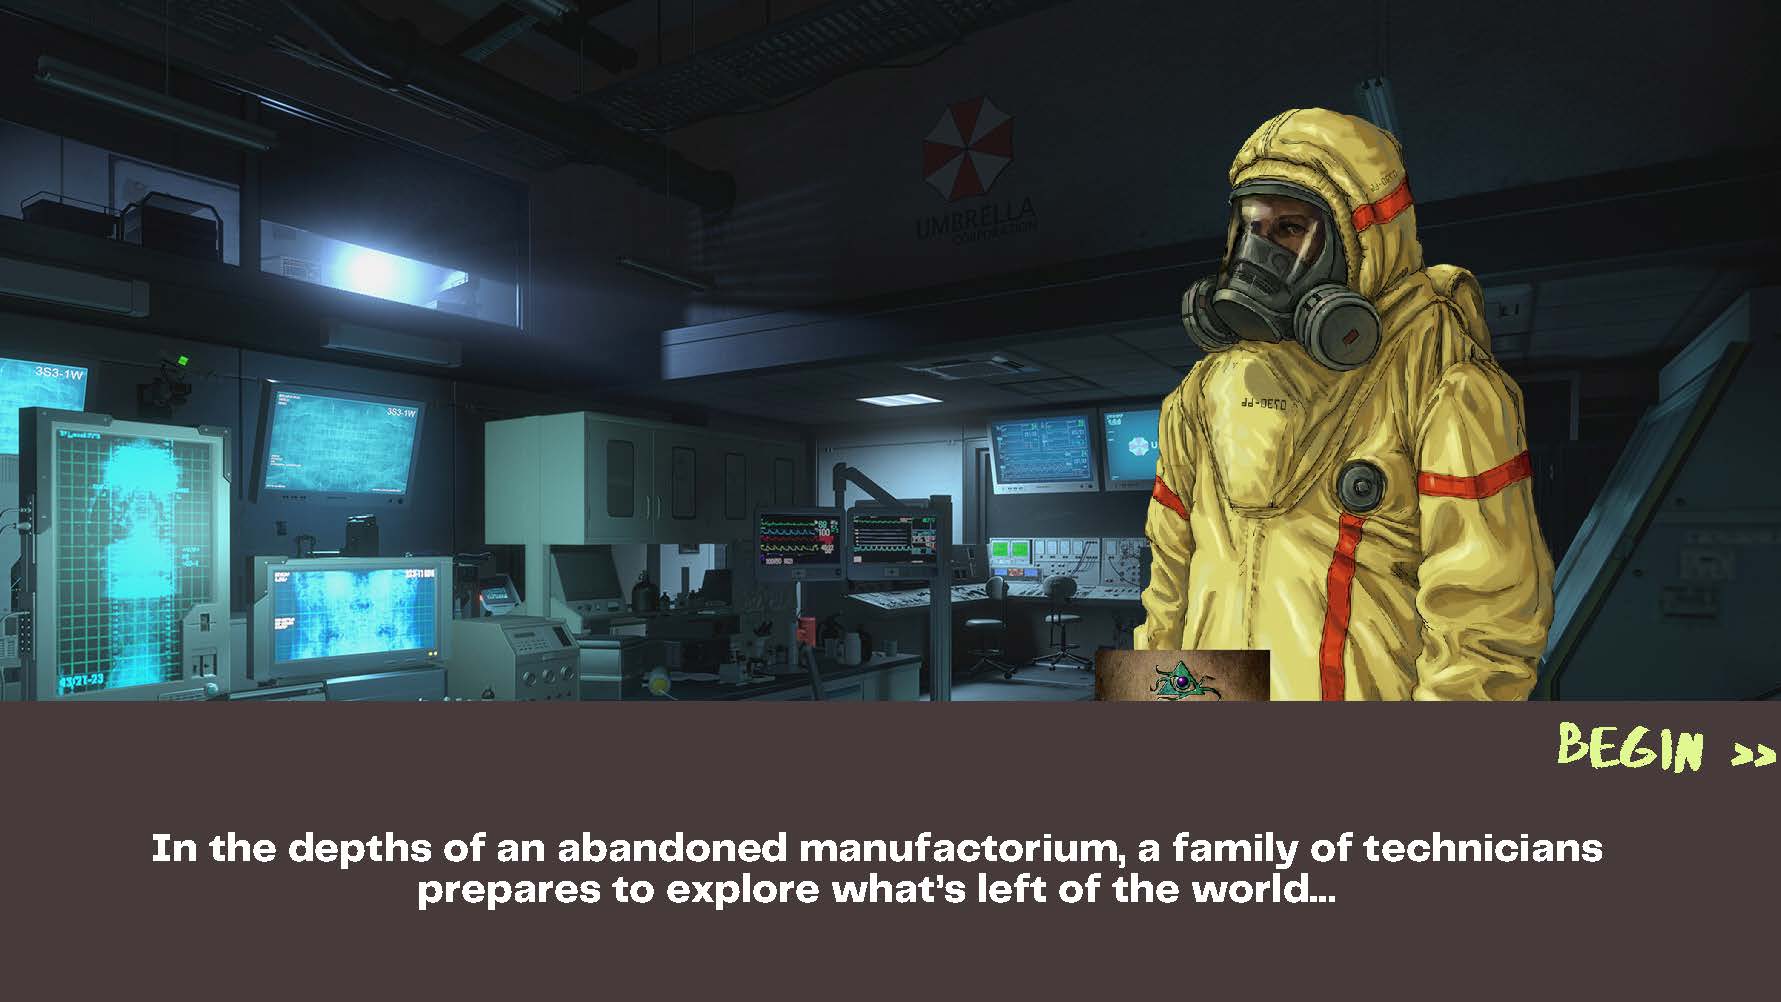 UMBRELLA
CORPORATION
3S3-1W
3S3-1W
BEGIN >>
In the depths of an abandoned manufactorium, a family of technicians
prepares to explore what's left of the world...